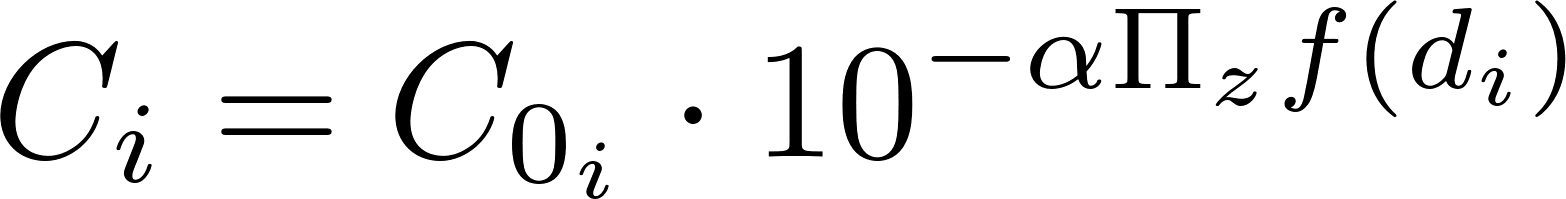 $C_i = C_{0_i} \cdot 10^{-\alpha \Pi_z f(d_i)}$